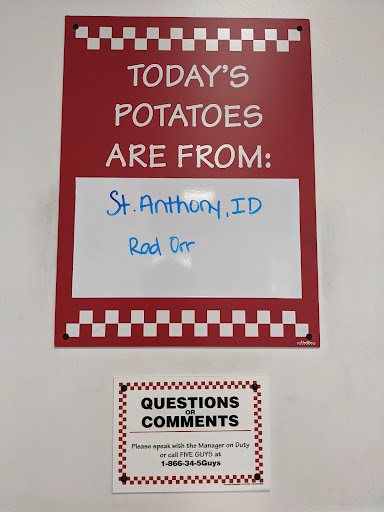 TODAY'S
POTATOES
ARE FROM:
St. Anthony, ID
Rod Orr
QUESTIONS
OR
COMMENTS
Please speak with the Manager on Duty
or call FIVE GUYS at
1-866-34-5Guys